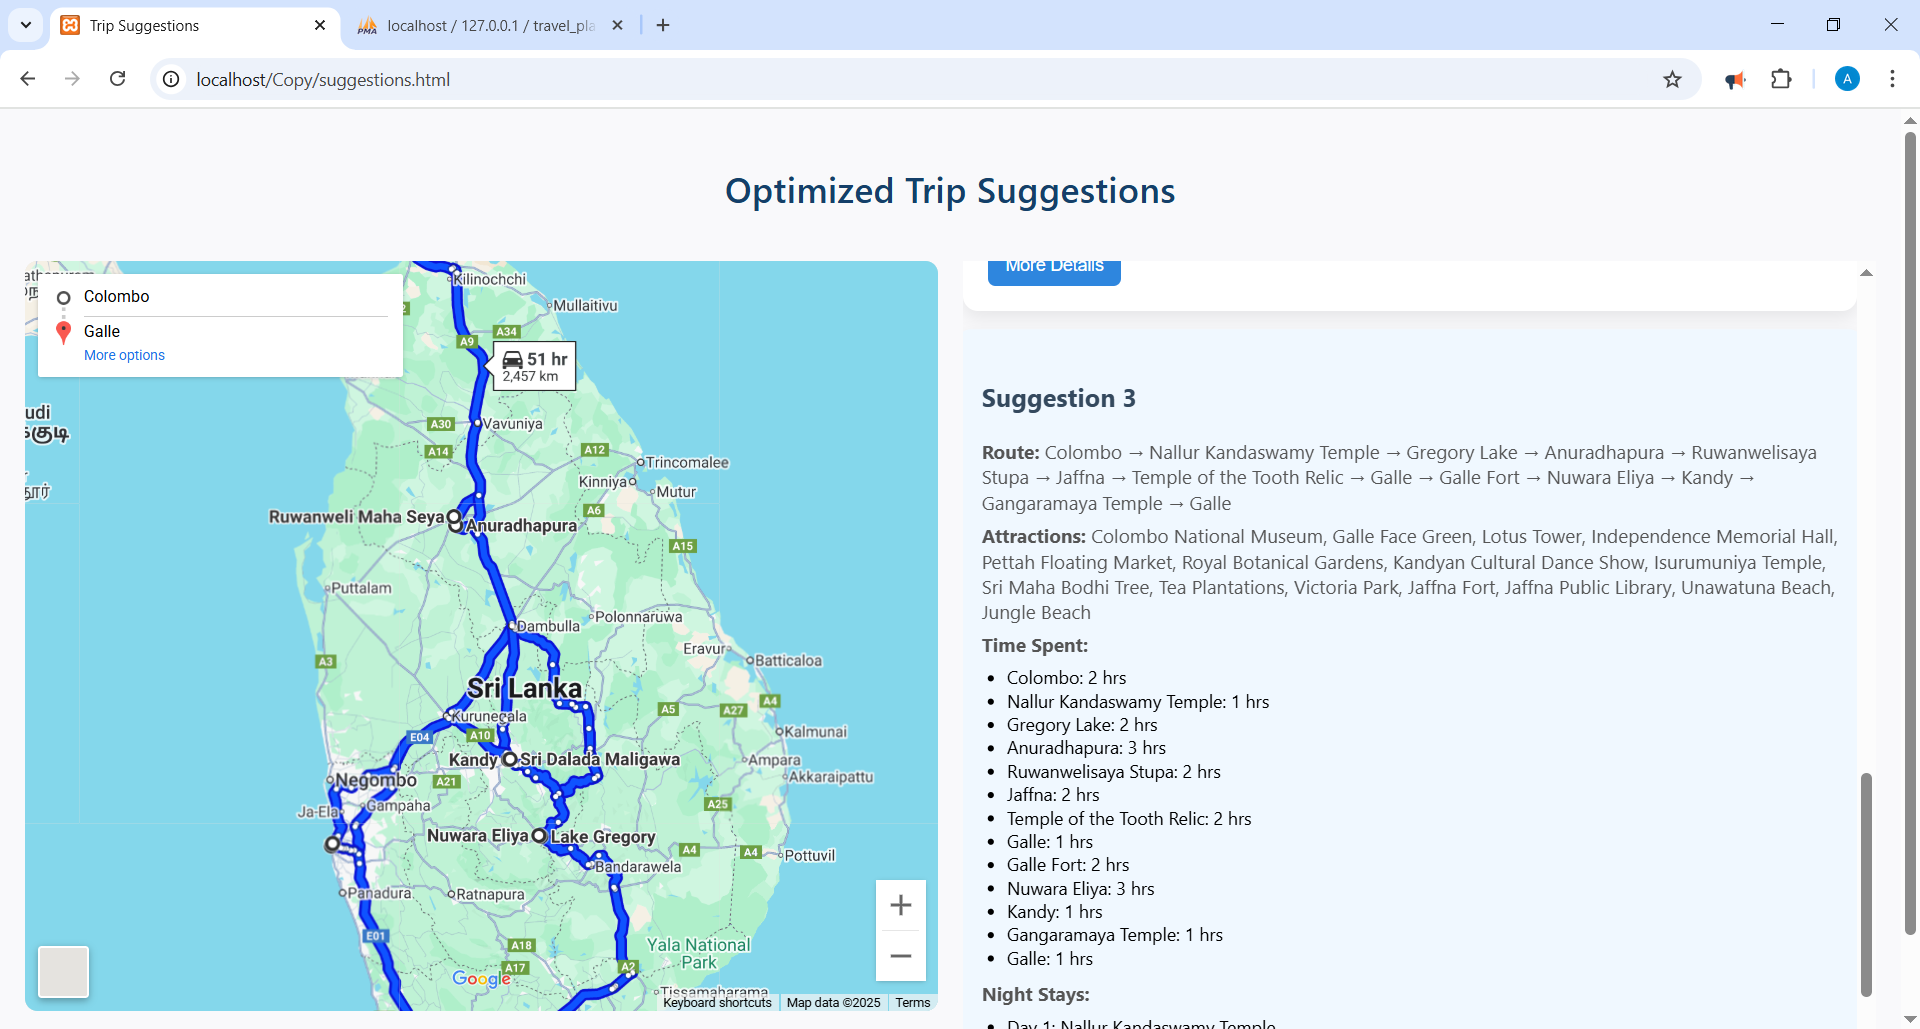 Trip Suggestions
localhost / 127.0.0.1 / travel_pla
localhost/Copy/suggestions.html
A
Optimized Trip Suggestions
Colombo
Galle
More options
Kilinochchi
Mullaitivu
A34
A9
51 hr
2,457 km
A30
Vavuniya
A14
A12
Trincomalee
Kinniya
Mutur
Ruwanweli Maha Seya
Anuradhapura
A6
A15
Puttalam
Dambulla
Polonnaruwa
Eravur
Batticaloa
A3
Sri Lanka
A5
A27
A4
Kurunegala
E04
A10
Kalmunai
Kandy
Sri Dalada Maligawa
Ampara
Akkaraipattu
Negombo
A21
Gampaha
Ja-Ela
A25
Nuwara Eliya
Lake Gregory
A4
A4
Pottuvil
Bandarawela
Panadura
Ratnapura
E01
A18
A17
A2
Yala National
Park
Tissamaharama
Google
Keyboard shortcuts
Map data ©2025
Terms
More Details
Suggestion 3
Route: Colombo → Nallur Kandaswamy Temple → Gregory Lake → Anuradhapura → Ruwanwelisaya
Stupa → Jaffna → Temple of the Tooth Relic → Galle → Galle Fort → Nuwara Eliya → Kandy →
Gangaramaya Temple → Galle
Attractions: Colombo National Museum, Galle Face Green, Lotus Tower, Independence Memorial Hall,
Pettah Floating Market, Royal Botanical Gardens, Kandyan Cultural Dance Show, Isurumuniya Temple,
Sri Maha Bodhi Tree, Tea Plantations, Victoria Park, Jaffna Fort, Jaffna Public Library, Unawatuna Beach,
Jungle Beach
Time Spent:
• Colombo: 2 hrs
• Nallur Kandaswamy Temple: 1 hrs
• Gregory Lake: 2 hrs
• Anuradhapura: 3 hrs
• Ruwanwelisaya Stupa: 2 hrs
• Jaffna: 2 hrs
• Temple of the Tooth Relic: 2 hrs
• Galle: 1 hrs
• Galle Fort: 2 hrs
• Nuwara Eliya: 3 hrs
• Kandy: 1 hrs
• Gangaramaya Temple: 1 hrs
• Galle: 1 hrs
Night Stays:
• Day 1: Nallur Kandaswamy Temple